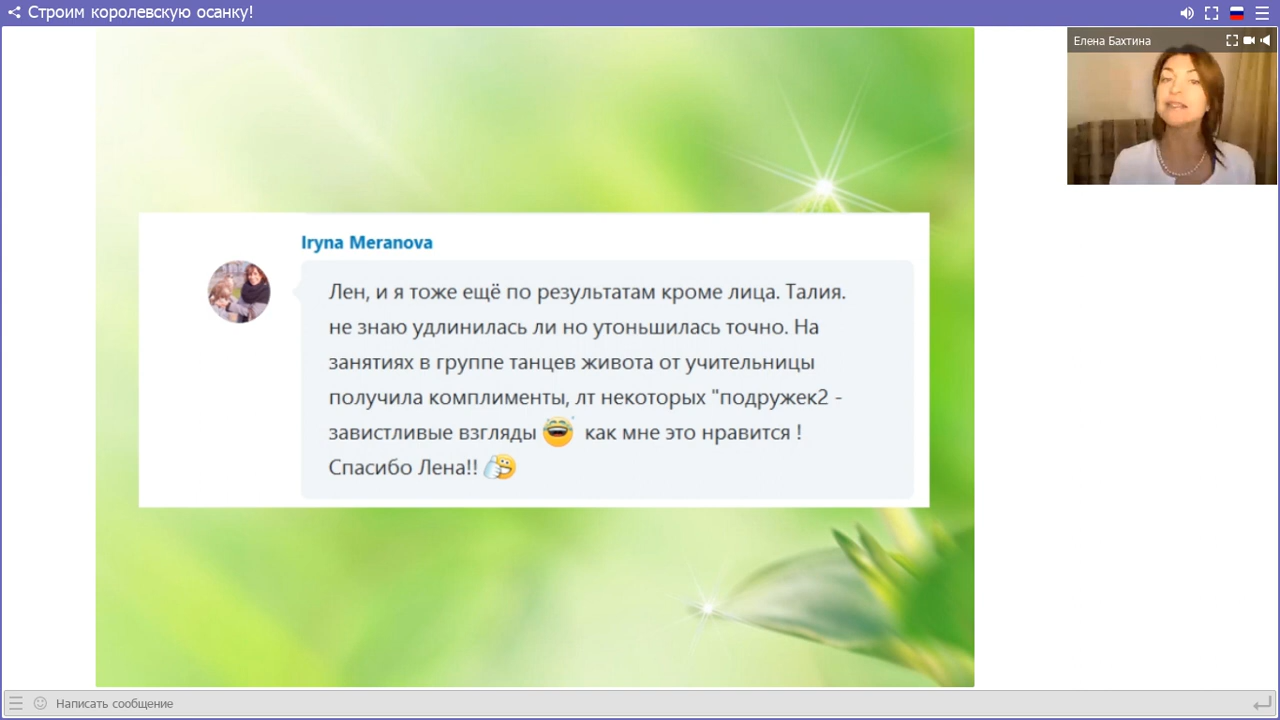 Строим королевскую осанку!
Елена Бахтина
Iryna Meranova
Лен, и я тоже ещё по результатам кроме лица. Талия.
не знаю удлинилась ли но утоньшилась точно. На
занятиях в группе танцев живота от учительницы
получила комплименты, лт некоторых "подружек2 -
завистливые взгляды 😅 как мне это нравится !
Спасибо Лена!! 👍
Написать сообщение